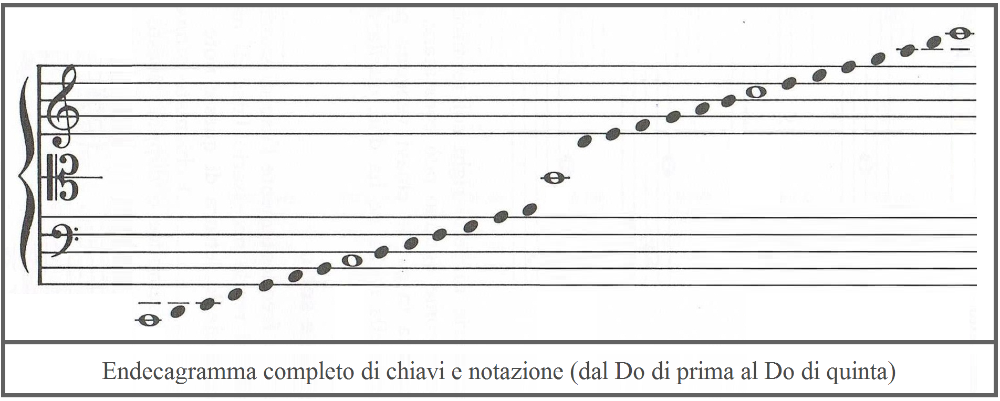 Endecagramma completo di chiavi e notazione (dal Do di prima al Do di quinta)